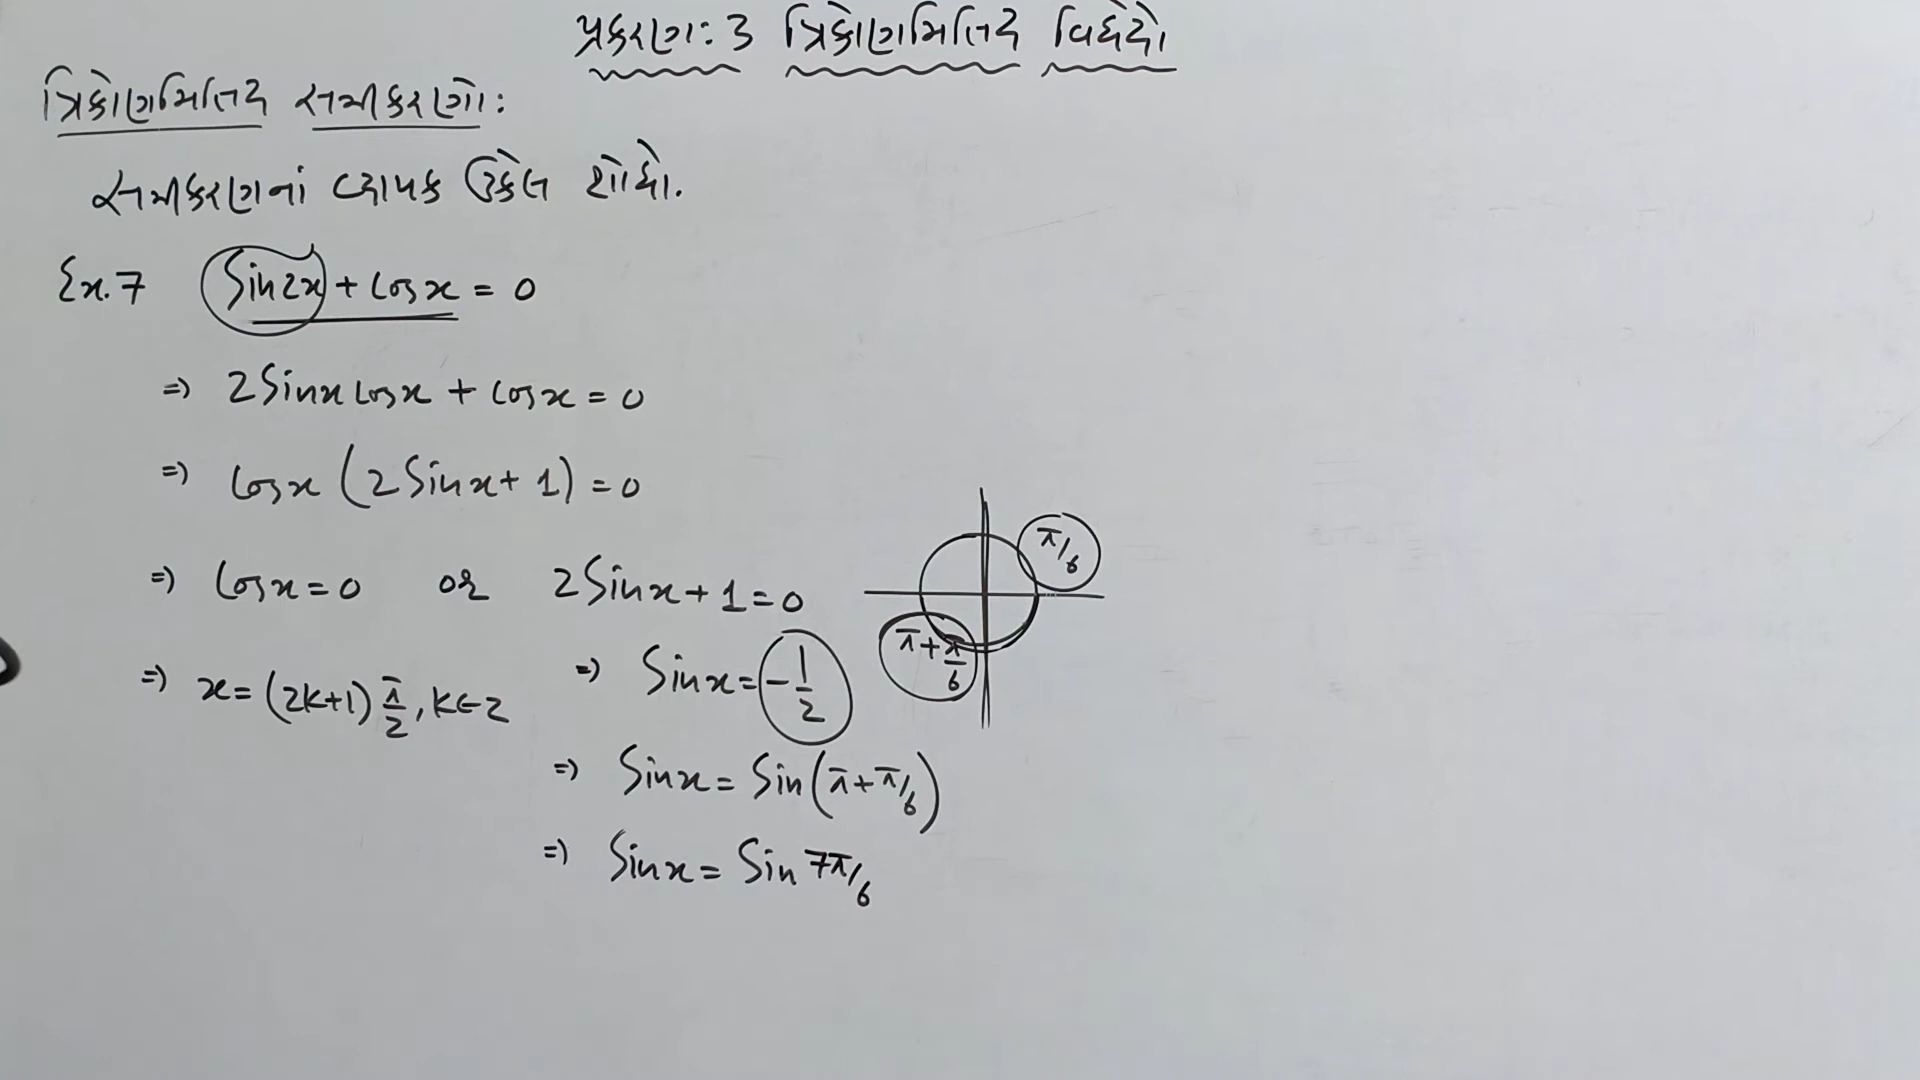 પ્રકરણ: 3 ત્રિકોણમિતિય વિધેયો
ત્રિકોણમિતિય સમીકરણો:
સમીકરણનાં વ્યાપક ઉકેલ શોધો.
Ex.7 Sin2x + Cosx = 0
⇒ 2Sinx Cosx + Cosx = 0
⇒ Cosx (2Sinx + 1) = 0
⇒ Cosx = 0 or 2Sinx + 1 = 0
π/6
π + π/6
⇒ x = (2k+1) π/2, k∈Z ⇒ Sinx = -1/2
⇒ Sinx = Sin(π + π/6)
⇒ Sinx = Sin 7π/6